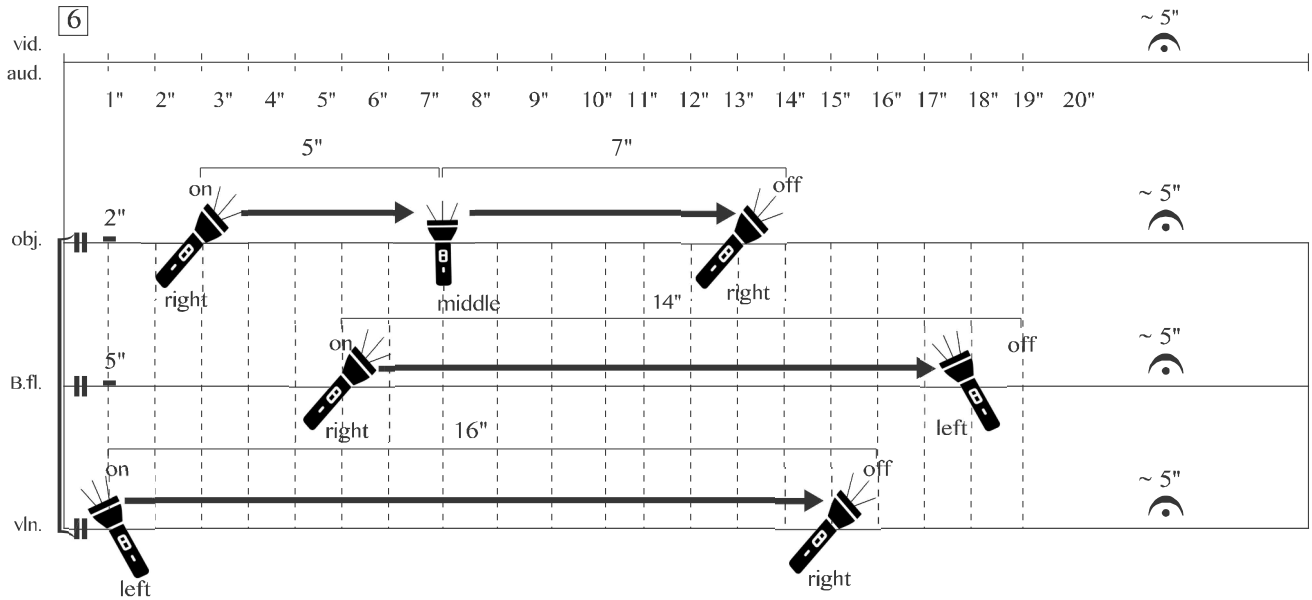 6
~ 5"
vid.
aud.
1" 2" 3" 4" 5" 6" 7" 8" 9" 10" 11" 12" 13" 14" 15" 16" 17" 18" 19" 20"
5" 7"
on off
2" ~ 5"
obj.
right middle right
14"
on off
5" ~ 5"
B.fl.
right left
16"
on off
~ 5"
vln.
left right